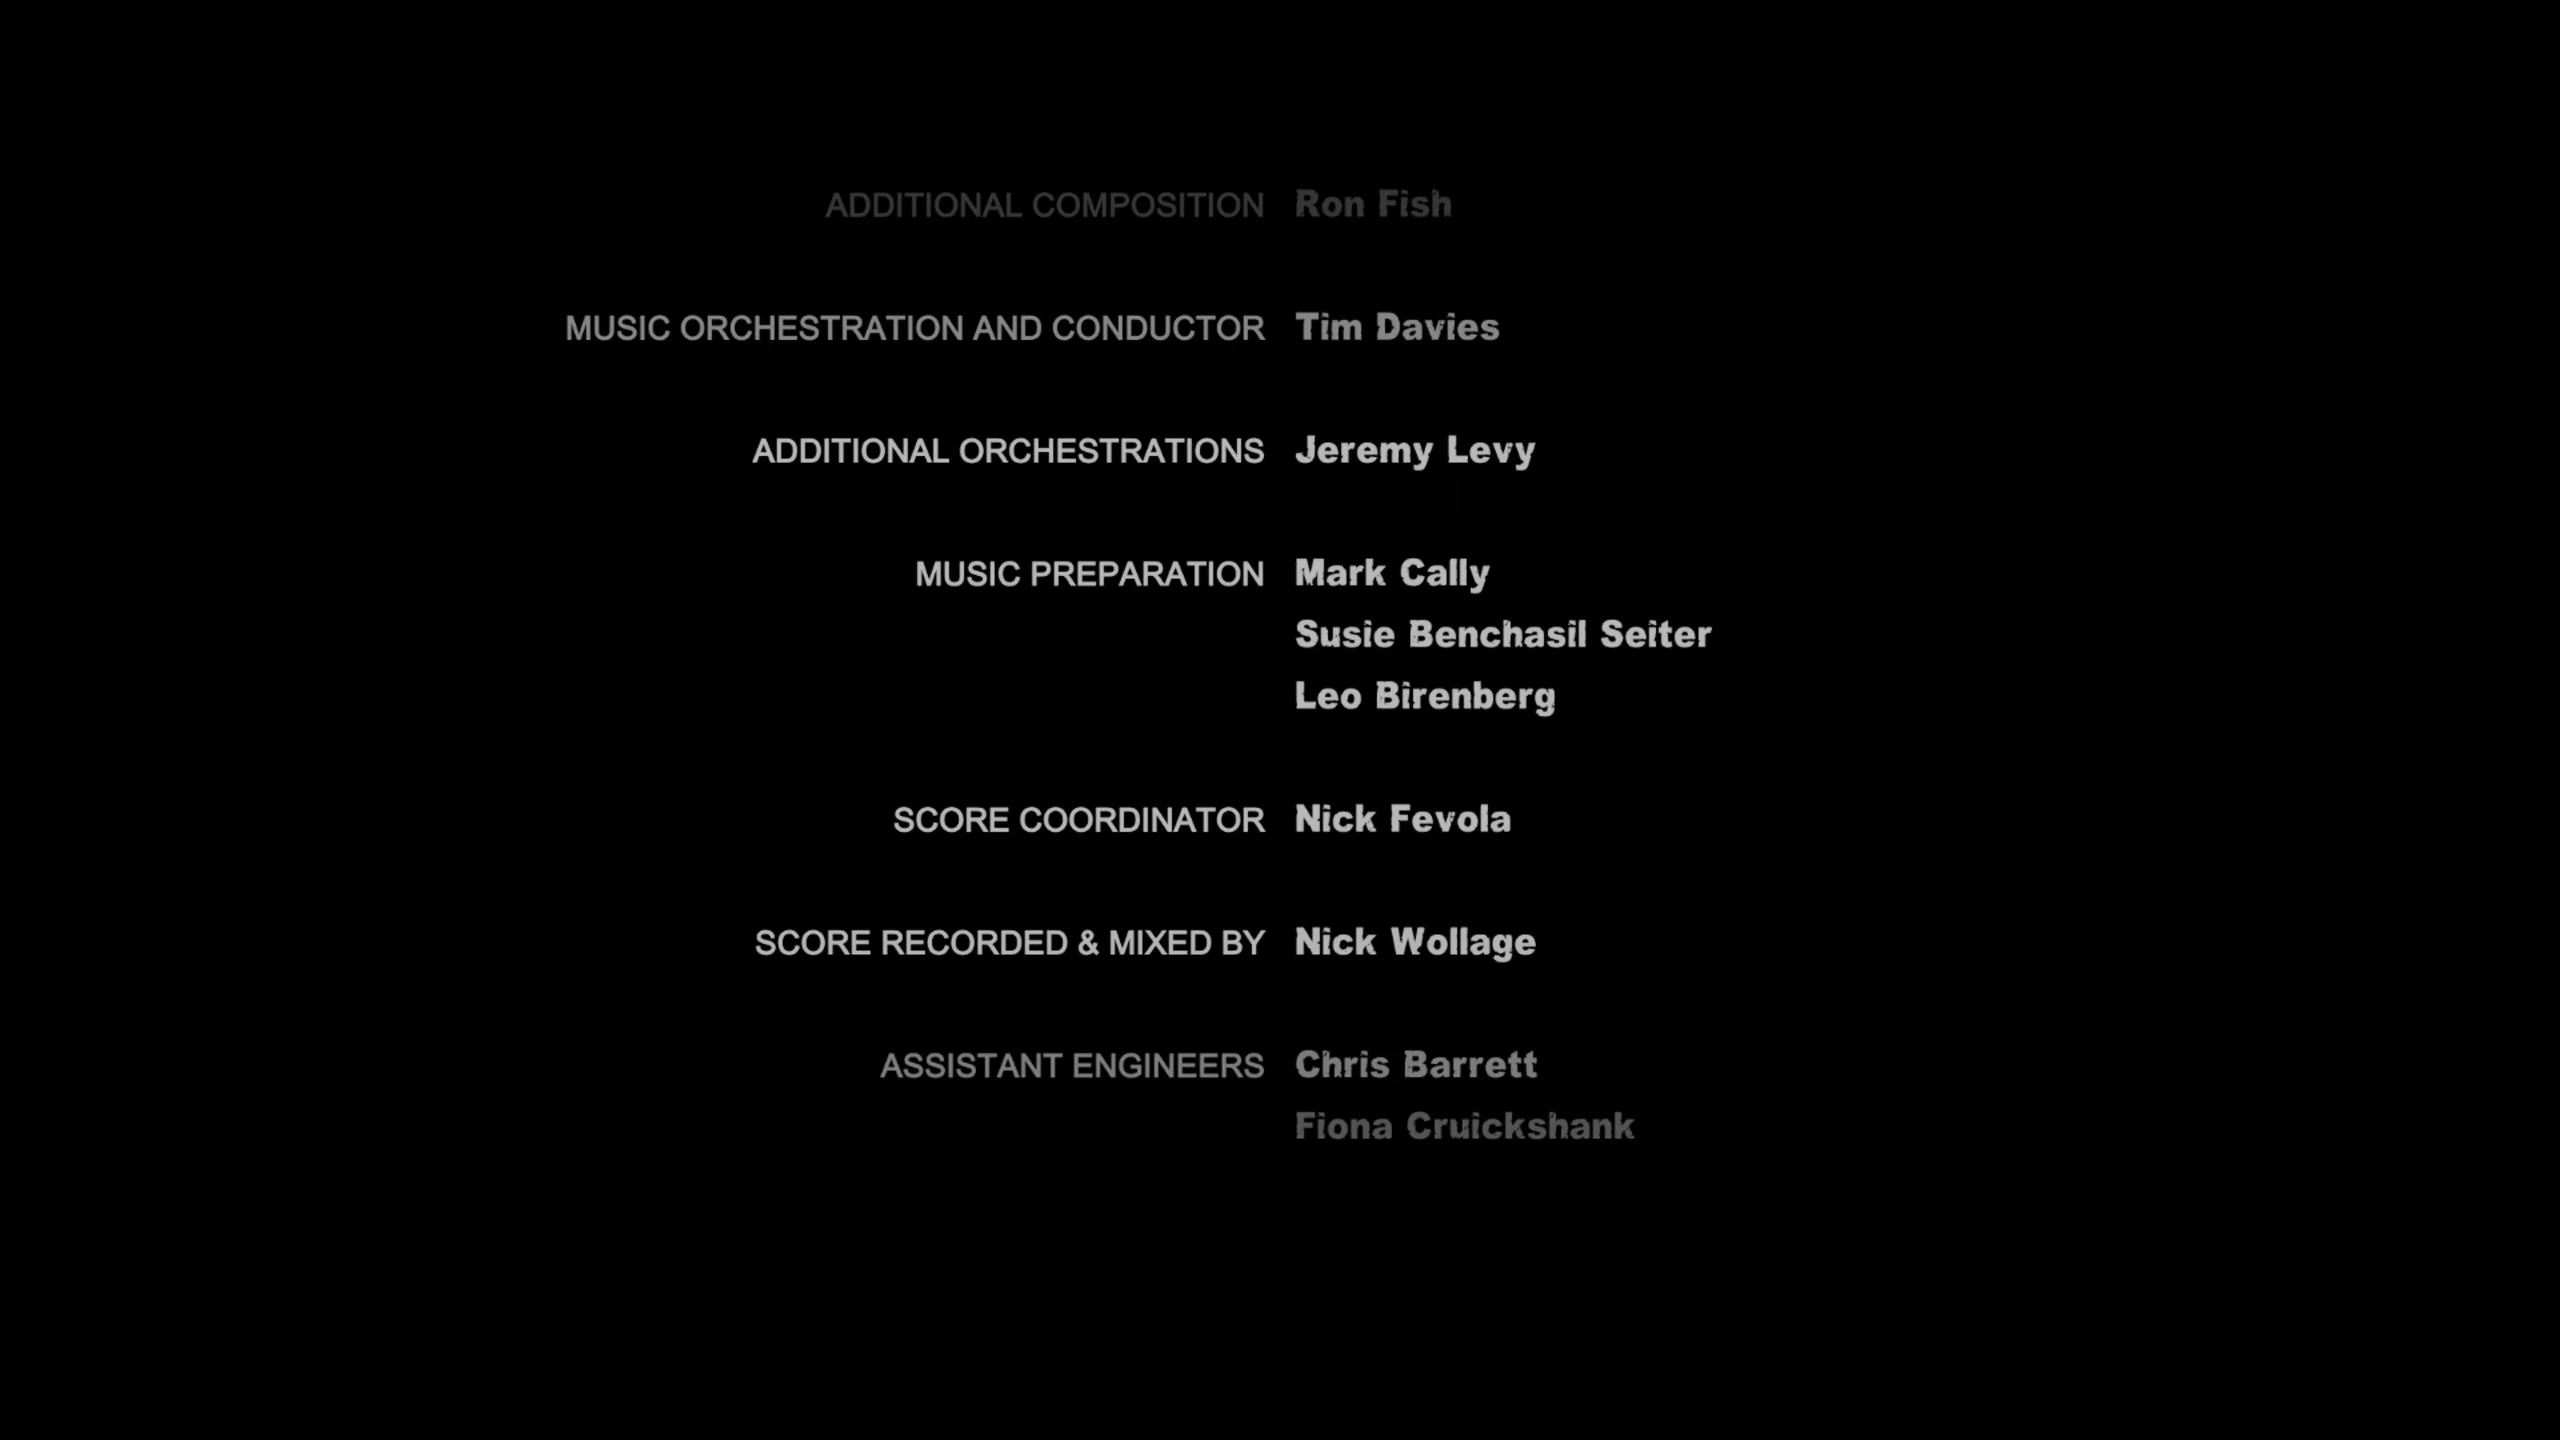 ADDITIONAL COMPOSITION Ron Fish
MUSIC ORCHESTRATION AND CONDUCTOR Tim Davies
ADDITIONAL ORCHESTRATIONS Jeremy Levy
MUSIC PREPARATION Mark Cally
Susie Benchasil Seiter
Leo Birenberg
SCORE COORDINATOR Nick Fevola
SCORE RECORDED & MIXED BY Nick Wollage
ASSISTANT ENGINEERS Chris Barrett
Fiona Cruickshank